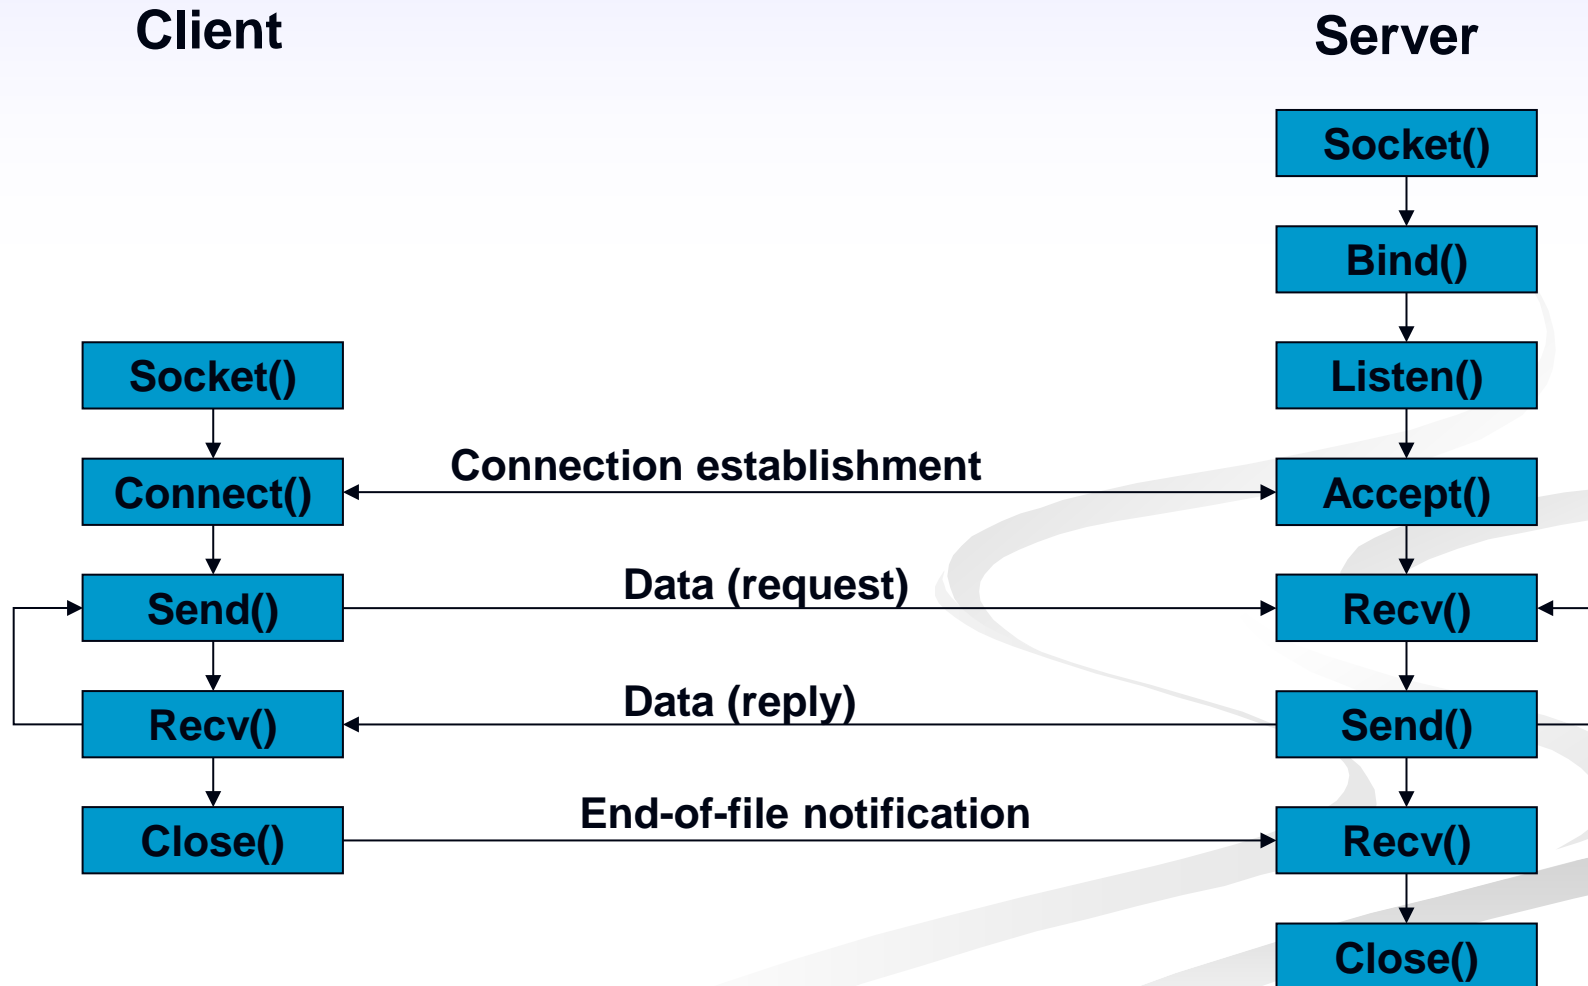 Client
Server
Socket()
Bind()
Socket()
Listen()
Connection establishment
Connect()
Accept()
Data (request)
Send()
Recv()
Data (reply)
Recv()
Send()
End-of-file notification
Close()
Recv()
Close()